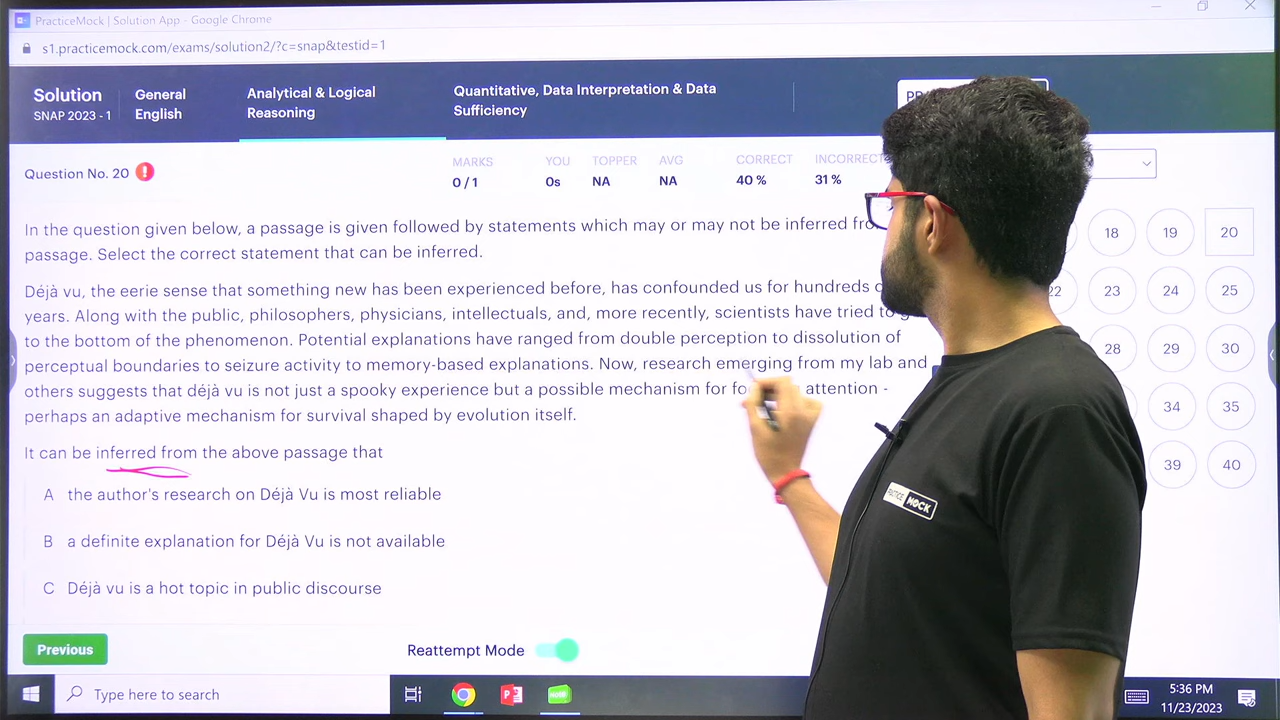 PracticeMock | Solution App - Google Chrome
s1.practicemock.com/exams/solution2/?c=snap&testid=1
Solution
SNAP 2023 - 1
General English
Analytical & Logical Reasoning
Quantitative, Data Interpretation & Data Sufficiency
Question No. 20
MARKS YOU TOPPER AVG CORRECT INCORRECT
0 / 1 0s NA NA 40 % 31 %
In the question given below, a passage is given followed by statements which may or may not be inferred
passage. Select the correct statement that can be inferred.
Déjà vu, the eerie sense that something new has been experienced before, has confounded us for hundreds
years. Along with the public, philosophers, physicians, intellectuals, and, more recently, scientists have tried to
to the bottom of the phenomenon. Potential explanations have ranged from double perception to dissolution of
perceptual boundaries to seizure activity to memory-based explanations. Now, research emerging from my lab and
others suggests that déjà vu is not just a spooky experience but a possible mechanism for attention -
perhaps an adaptive mechanism for survival shaped by evolution itself.
It can be inferred from the above passage that
A the author's research on Déjà Vu is most reliable
B a definite explanation for Déjà Vu is not available
C Déjà vu is a hot topic in public discourse
Previous
Reattempt Mode
18 19 20
22 23 24 25
28 29 30
34 35
39 40
PRACTICE MOCK
Type here to search
5:36 PM
11/23/2023